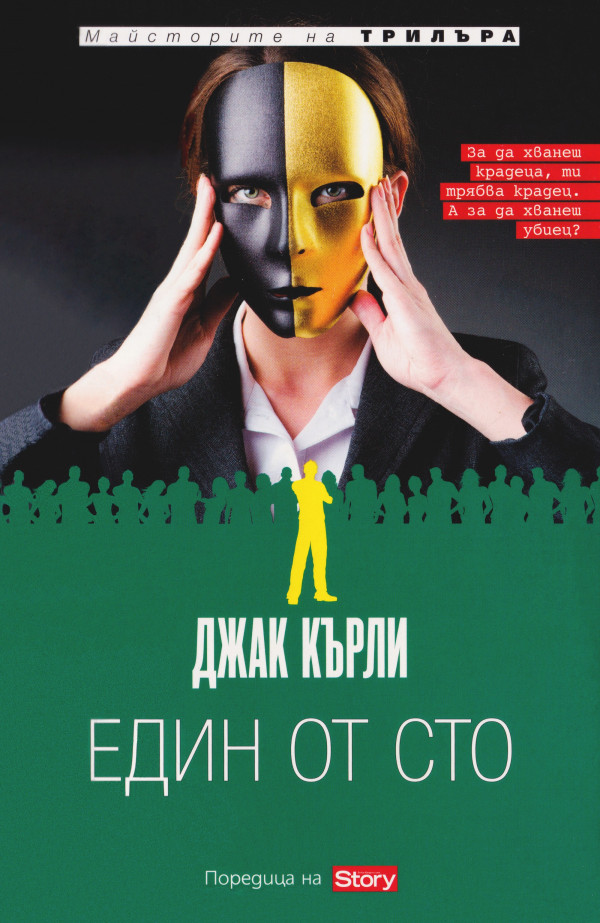 Майсторите на ТРИЛЪРА
За да хванеш
крадеца, ти
трябва крадец.
А за да хванеш
убиец?
ДЖАК КЪРЛИ
ЕДИН ОТ СТО
Поредица на Story